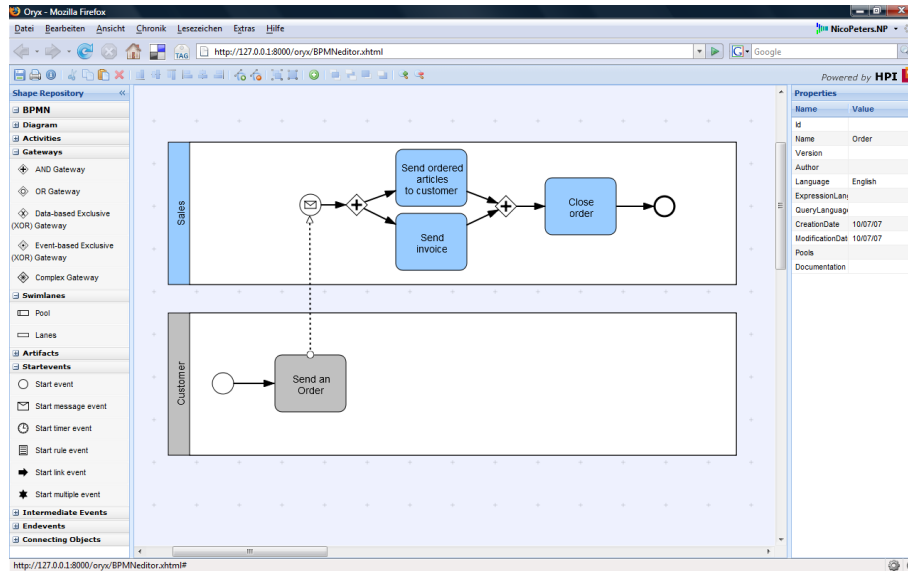 Oryx - Mozilla Firefox
Datei Bearbeiten Ansicht Chronik Lesezeichen Extras Hilfe
NicoPeters.NP
TAG
http://127.0.0.1:8000/oryx/BPMNeditor.xhtml
G Google
Powered by HPI
Shape Repository
BPMN
Diagram
Activities
Gateways
AND Gateway
OR Gateway
Data-based Exclusive
(XOR) Gateway
Event-based Exclusive
(XOR) Gateway
Complex Gateway
Swimlanes
Pool
Lanes
Artifacts
Startevents
Start event
Start message event
Start timer event
Start rule event
Start link event
Start multiple event
Intermediate Events
Endevents
Connecting Objects
Sales
Send ordered
articles
to customer
Send
invoice
Close
order
Customer
Send an
Order
Properties
Name Value
Id
Name Order
Version
Author
Language English
ExpressionLang
QueryLanguage
CreationDate 10/07/07
ModificationDat 10/07/07
Pools
Documentation
http://127.0.0.1:8000/oryx/BPMNeditor.xhtml#